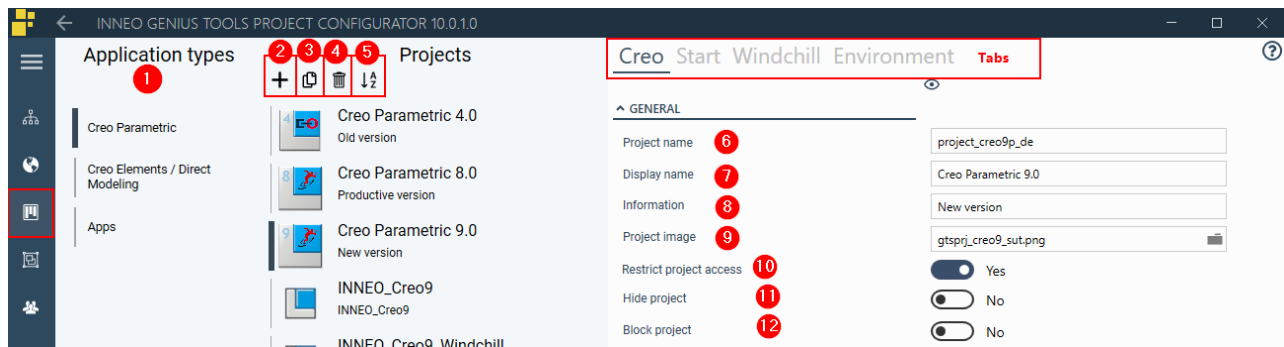 INNEO GENIUS TOOLS PROJECT CONFIGURATOR 10.0.1.0
Application types
1
Creo Parametric
Creo Elements / Direct
Modeling
Apps
2 3 4 5
Projects
A
Z
4
Creo Parametric 4.0
Old version
8
Creo Parametric 8.0
Productive version
9
Creo Parametric 9.0
New version
INNEO_Creo9
INNEO_Creo9
INNEO_Creo9_Windchill
Creo Start Windchill Environment Tabs
?
GENERAL
Project name 6 project_creo9p_de
Display name 7 Creo Parametric 9.0
Information 8 New version
Project image 9 gtsprj_creo9_sut.png
Restrict project access 10 Yes
Hide project 11 No
Block project 12 No